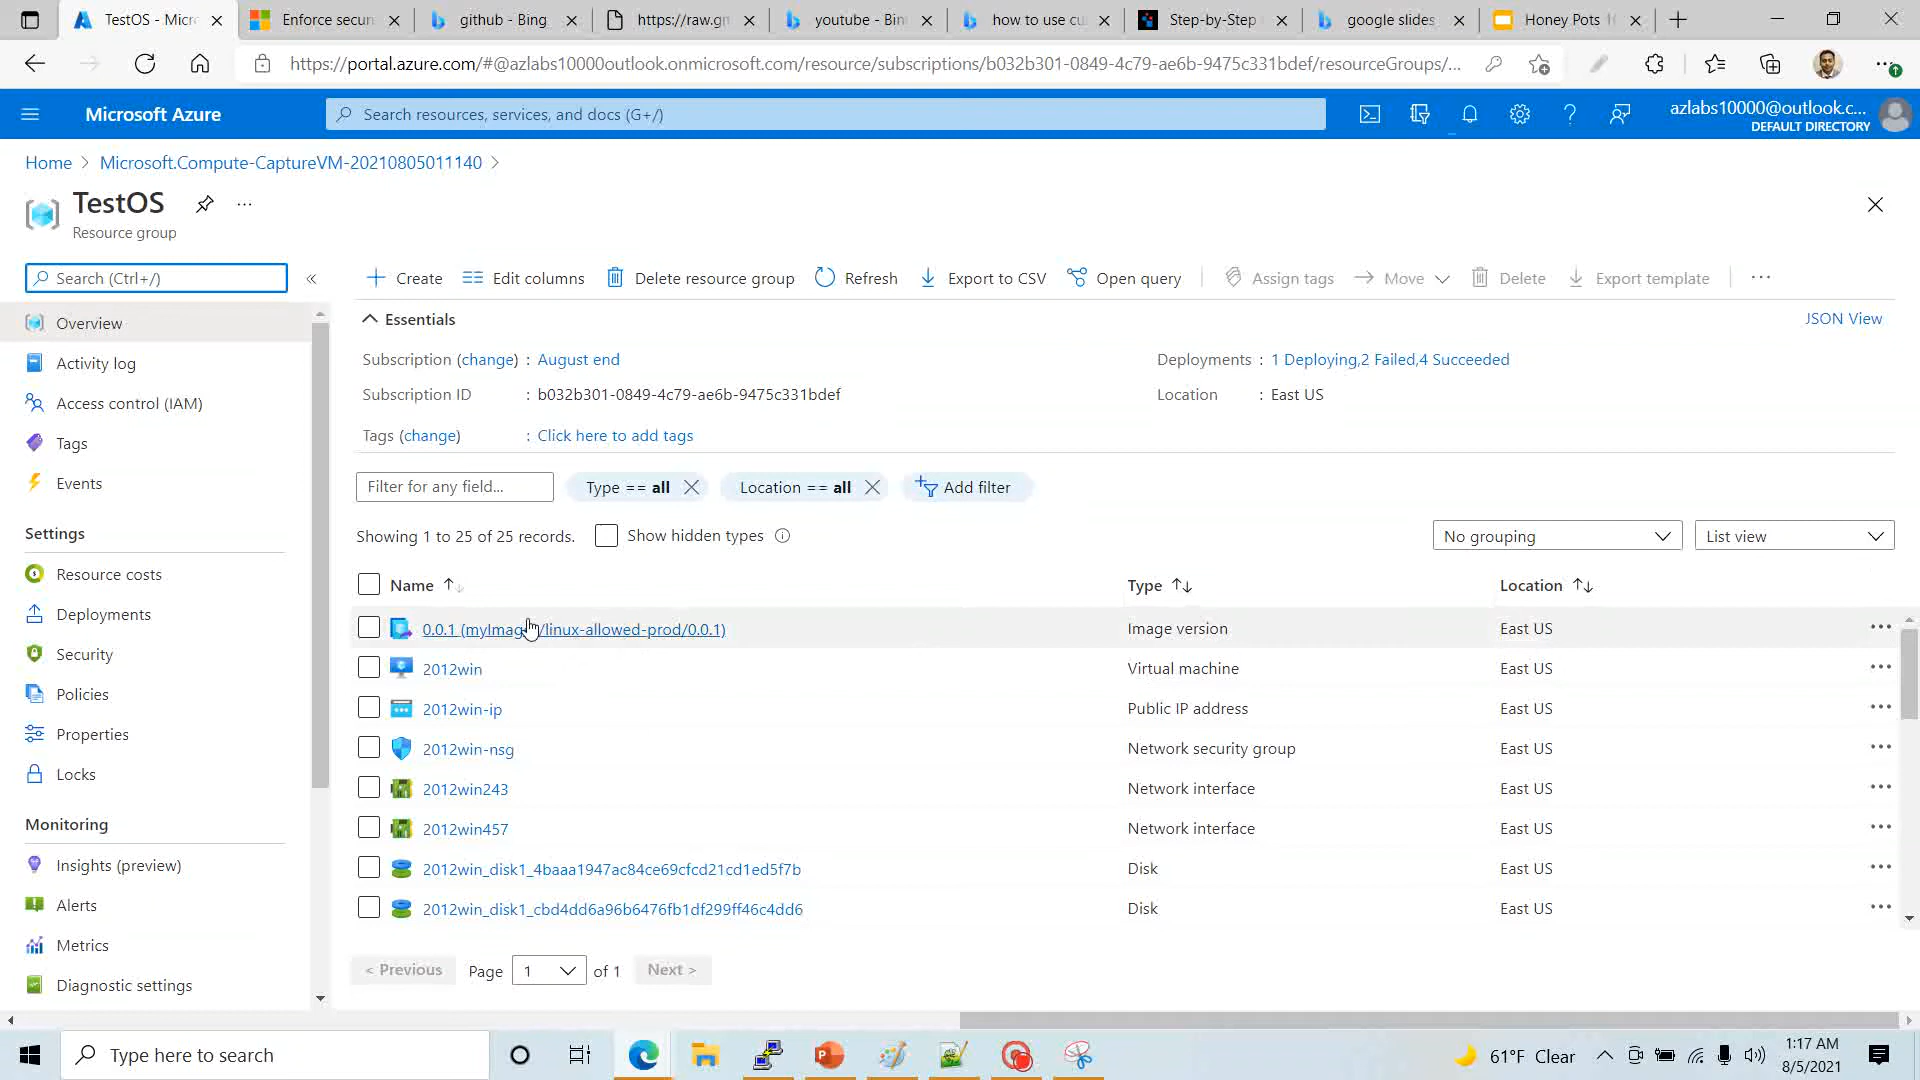 TestOS - Micr
Enforce secur
github - Bing
https://raw.g
youtube - Bin
how to use cu
Step-by-Step
google slides
Honey Pots
https://portal.azure.com/#@azlabs10000outlook.onmicrosoft.com/resource/subscriptions/b032b301-0849-4c79-ae6b-9475c331bdef/resourceGroups/...
Microsoft Azure
Search resources, services, and docs (G+/)
azlabs10000@outlook.c...
DEFAULT DIRECTORY
Home > Microsoft.Compute-CaptureVM-20210805011140 >
TestOS
Resource group
Search (Ctrl+/)
Create
Edit columns
Delete resource group
Refresh
Export to CSV
Open query
Assign tags
Move
Delete
Export template
Overview
Activity log
Access control (IAM)
Tags
Events
Settings
Resource costs
Deployments
Security
Policies
Properties
Locks
Monitoring
Insights (preview)
Alerts
Metrics
Diagnostic settings
Essentials
JSON View
Subscription (change) : August end
Deployments : 1 Deploying,2 Failed,4 Succeeded
Subscription ID : b032b301-0849-4c79-ae6b-9475c331bdef
Location : East US
Tags (change) : Click here to add tags
Filter for any field...
Type == all
Location == all
Add filter
Showing 1 to 25 of 25 records.
Show hidden types
No grouping
List view
Name Type Location
0.0.1 /linux-allowed-prod/0.0.1) Image version East US
2012win Virtual machine East US
2012win-ip Public IP address East US
2012win-nsg Network security group East US
2012win243 Network interface East US
2012win457 Network interface East US
2012win_disk1_4baaa1947ac84ce69cfcd21cd1ed5f7b Disk East US
2012win_disk1_cbd4dd6a96b6476fb1df299ff46c4dd6 Disk East US
< Previous Page 1 of 1 Next >
Type here to search
61°F Clear
1:17 AM
8/5/2021